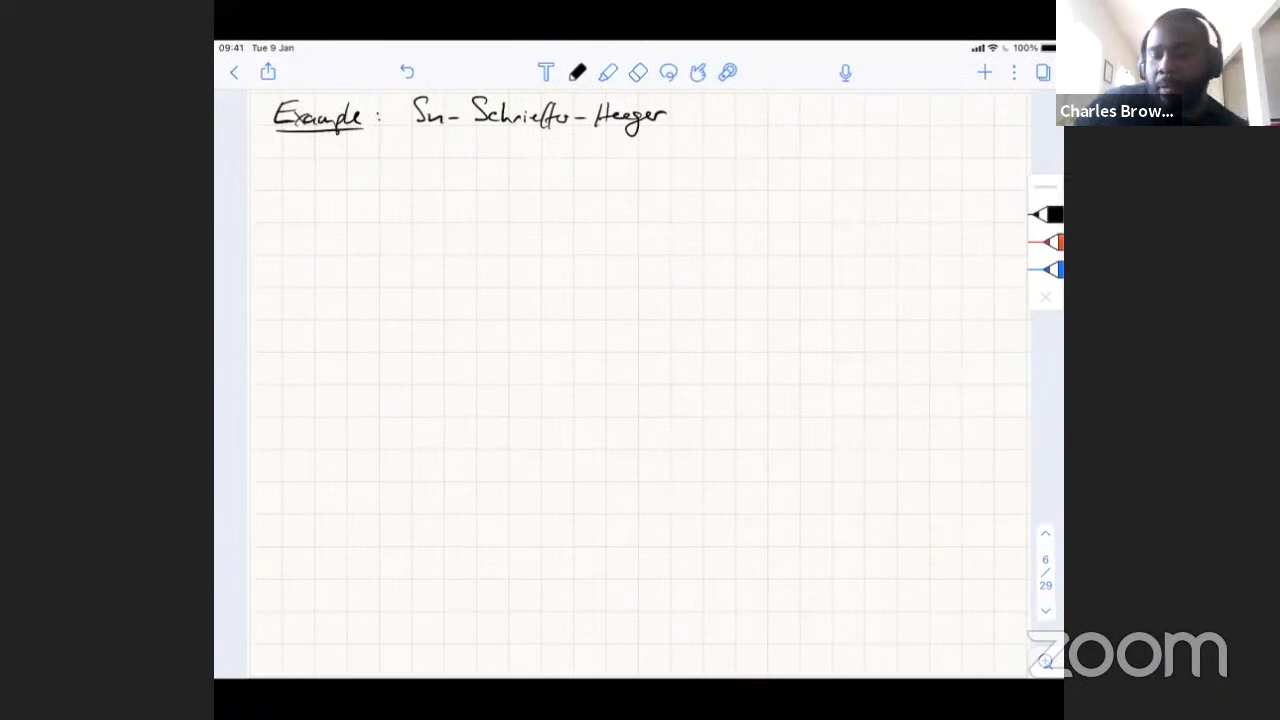 09:41 Tue 9 Jan
100%
Charles Brow...
Example: Su-Schrieffer-Heeger
6
/
29
zoom